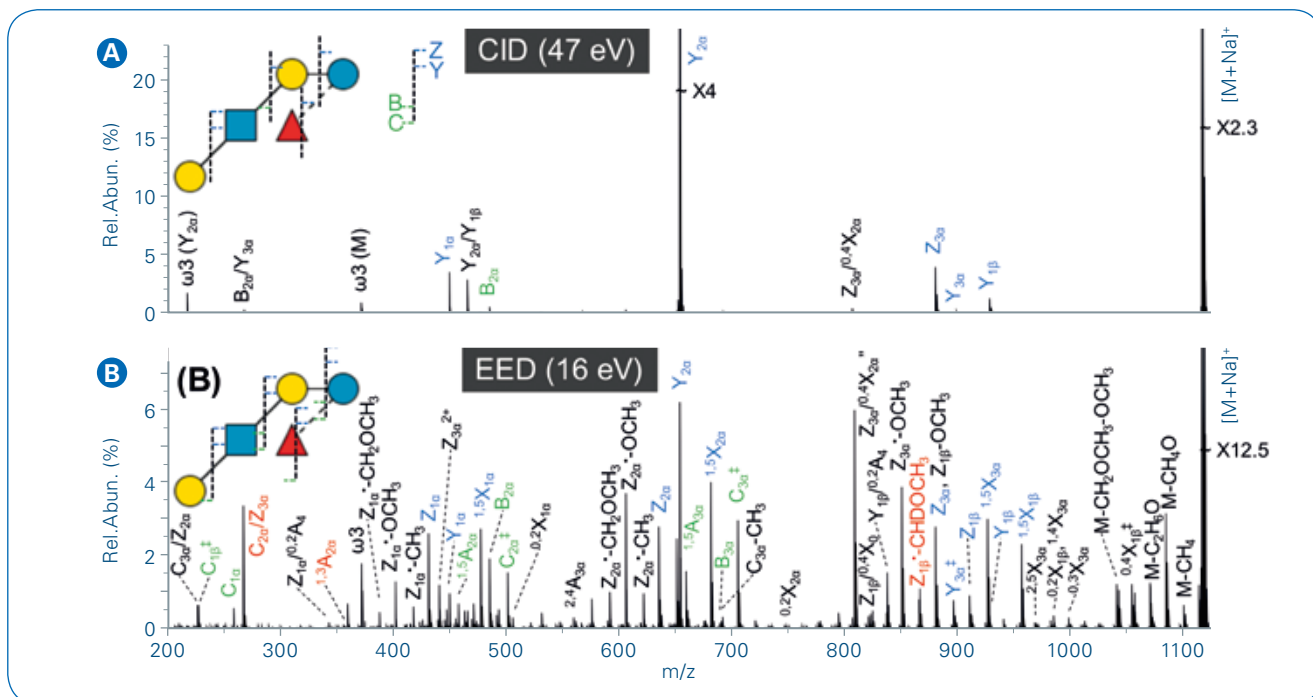 A
CID (47 eV)
Z
Y
B
C
Rel.Abun. (%)
20
15
10
5
0
ω3 (Y2α)
B2α/Y3α
ω3 (M)
Y1α
Y2α/Y1β
B2α
Y2α
X4
Z3α/0,4X2α
Z3α
Y3α
Y1β
[M+Na]+
X2.3
B
(B)
EED (16 eV)
Rel.Abun. (%)
6
4
2
0
C3α/Z2α
C1β‡
C1α
C2α/Z3α
Z1α/0,2A4
1,3A2α
ω3
Z1α•-CH2OCH3
Z1α•-OCH3
Z1α•-CH3
Z1α
Z3α2+
Y1α
1,5A2α
1,5X1α
B2α
C2α‡
0,2X1α
2,4A3α
Z2α•-CH2OCH3
Z2α•-OCH3
Z2α•-CH3
Z2α
Y2α
1,5A3α
1,5X2α
B3α
C3α‡
C3α-CH3
0,2X2α
Z3α/0,4X2α"
Z1β/0,4X
Y1β/0,2A4
Z3α•-OCH3
Z1β•-CHDOCH3
Z3α, Z1β-OCH3
Y3α‡
Z1β
1,5X3α
Y1β
1,5X1β
2,5X3α
0,2X1β, 1,4X3α
0,3X3α
M-CH2OCH3-OCH3
0,4X1β‡
M-C2H6O
M-CH4O
M-CH4
[M+Na]+
X12.5
200
300
400
500
600
700
800
900
1000
1100
m/z